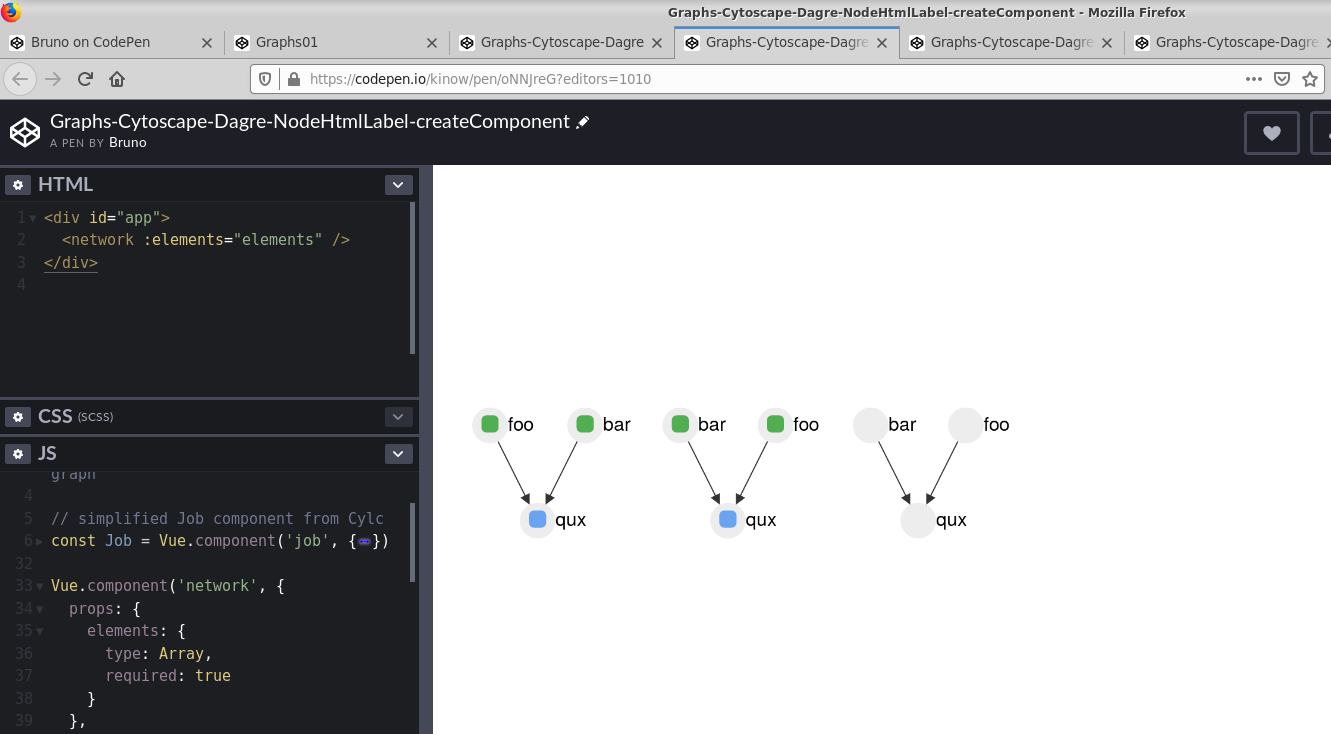 Graphs-Cytoscape-Dagre-NodeHtmlLabel-createComponent - Mozilla Firefox
Bruno on CodePen
Graphs01
Graphs-Cytoscape-Dagre
Graphs-Cytoscape-Dagre
Graphs-Cytoscape-Dagre
Graphs-Cytoscape-Dagre
https://codepen.io/kinow/pen/oNNJreG?editors=1010
Graphs-Cytoscape-Dagre-NodeHtmlLabel-createComponent
A PEN BY Bruno
HTML
1 <div id="app">
2 <network :elements="elements" />
3 </div>
4
CSS (SCSS)
JS
graph
4
5 // simplified Job component from Cylc
6 const Job = Vue.component('job', {})
32
33 Vue.component('network', {
34 props: {
35 elements: {
36 type: Array,
37 required: true
38 }
39 },
foo bar bar foo bar foo
qux qux qux